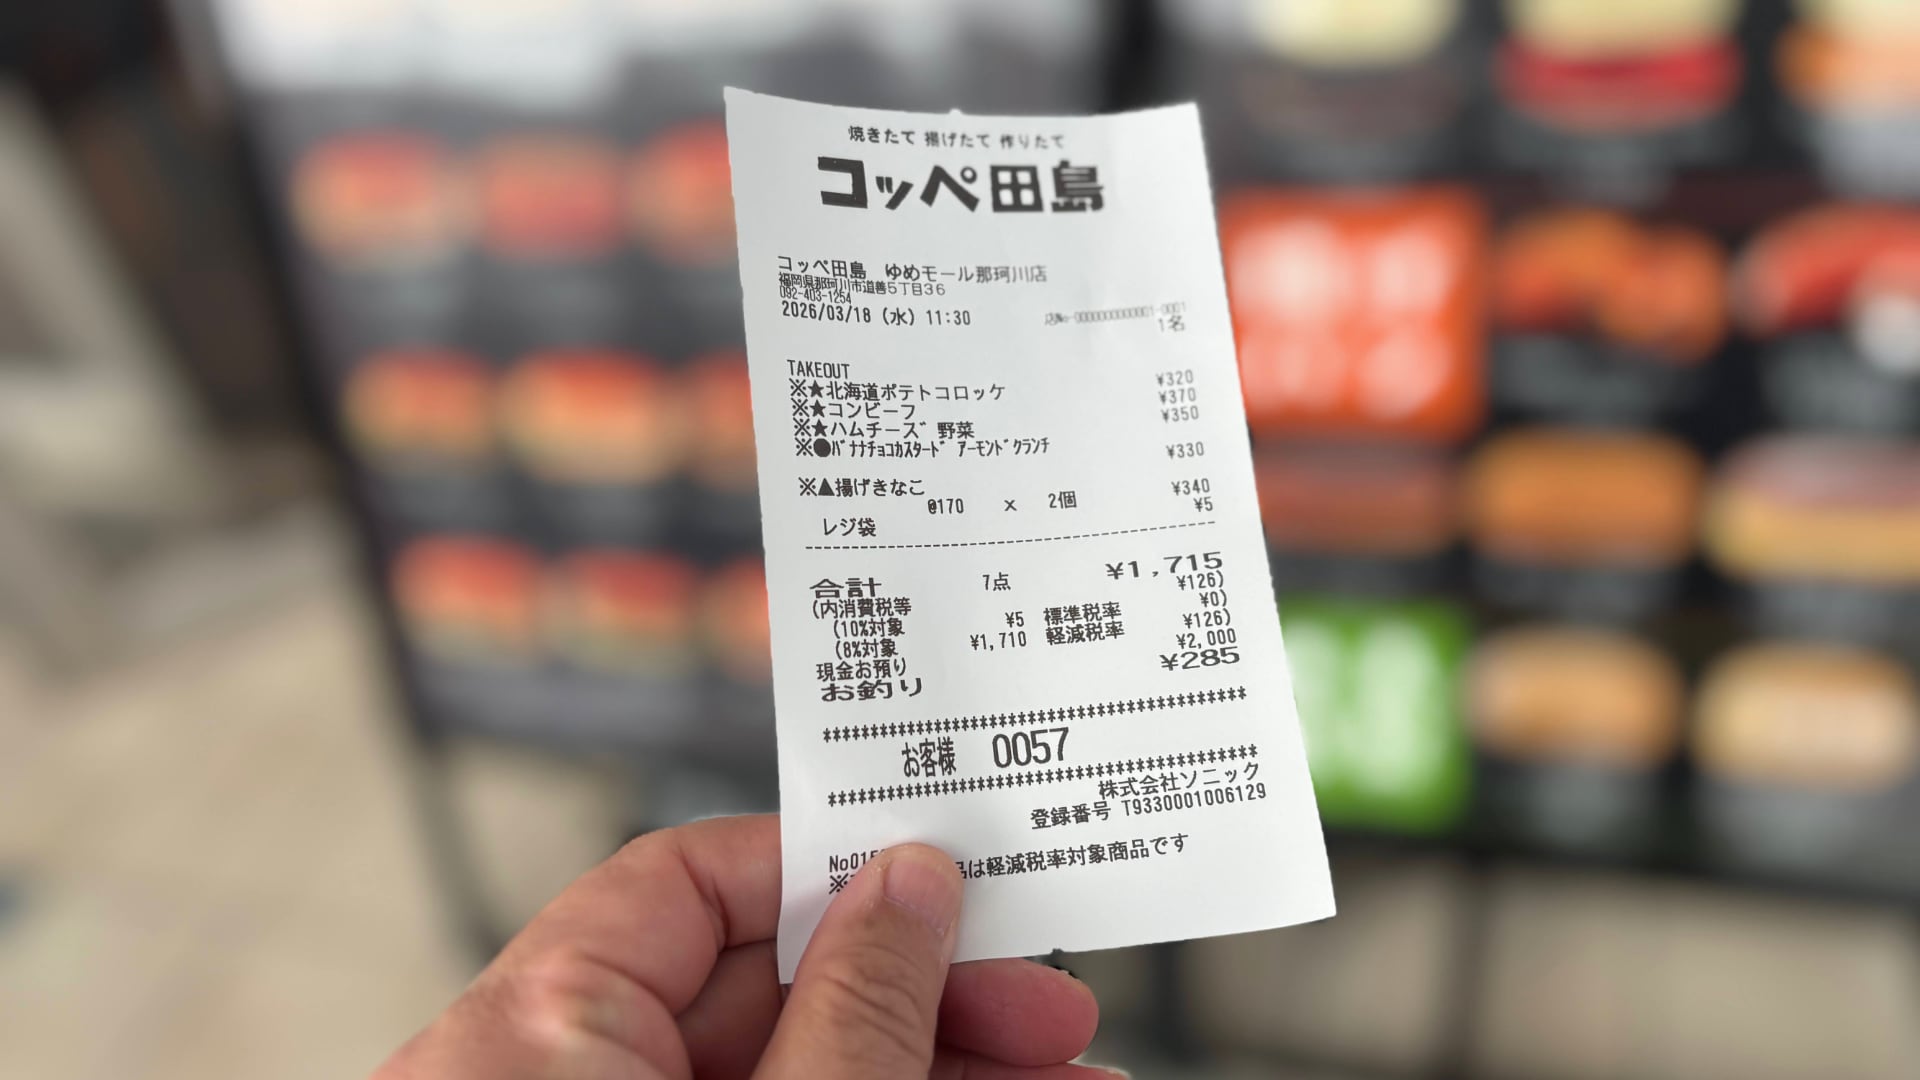 焼きたて 揚げたて 作りたて
コッペ田島
コッペ田島 ゆめモール那珂川店
福岡県那珂川市道善5丁目36
092-403-1254
2026/03/18 (水) 11:30
1名
TAKEOUT
※★北海道ポテトコロッケ ¥320
※★コンビーフ ¥370
※★ハムチーズ野菜 ¥350
※●バナナチョコカスタード アーモンドクランチ ¥330
※▲揚げきなこ
@170 x 2個 ¥340
レジ袋 ¥5
合計 7点 ¥1,715
(内消費税等 ¥126)
(10%対象 ¥5 標準税率 ¥0)
(8%対象 ¥1,710 軽減税率 ¥126)
現金お預り ¥2,000
お釣り ¥285
お客様 0057
株式会社ソニック
登録番号 T9330001006129
は軽減税率対象商品です